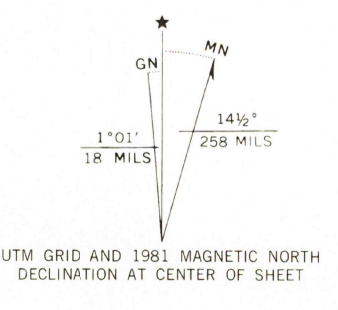 MN
GN
14½°
1°01'
258 MILS
18 MILS
UTM GRID AND 1981 MAGNETIC NORTH
DECLINATION AT CENTER OF SHEET